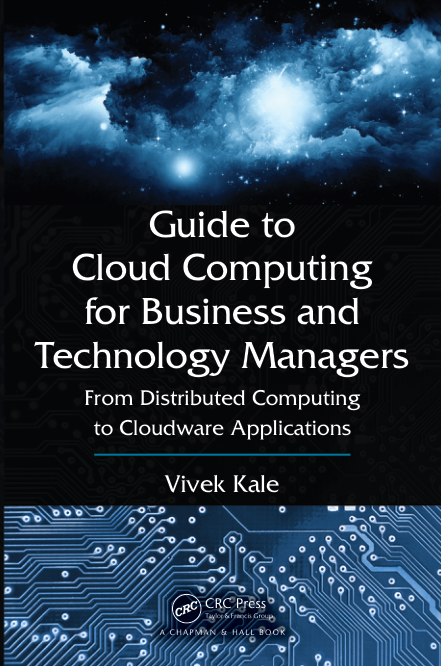 Guide to
Cloud Computing
for Business and
Technology Managers
From Distributed Computing
to Cloudware Applications
Vivek Kale
CRC
CRC Press
Taylor & Francis Group
A CHAPMAN & HALL BOOK